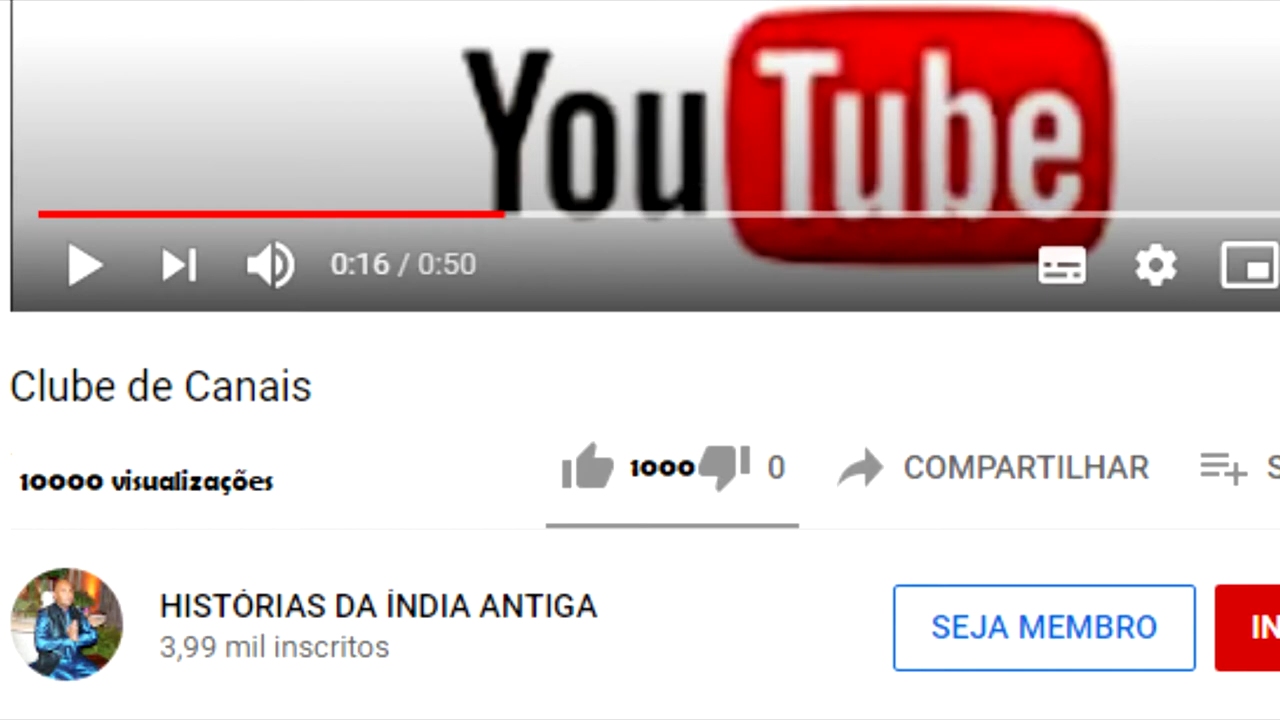 YouTube
0:16 / 0:50
Clube de Canais
10000 visualizações
1000 0 COMPARTILHAR S
HISTÓRIAS DA ÍNDIA ANTIGA
3,99 mil inscritos
SEJA MEMBRO IN